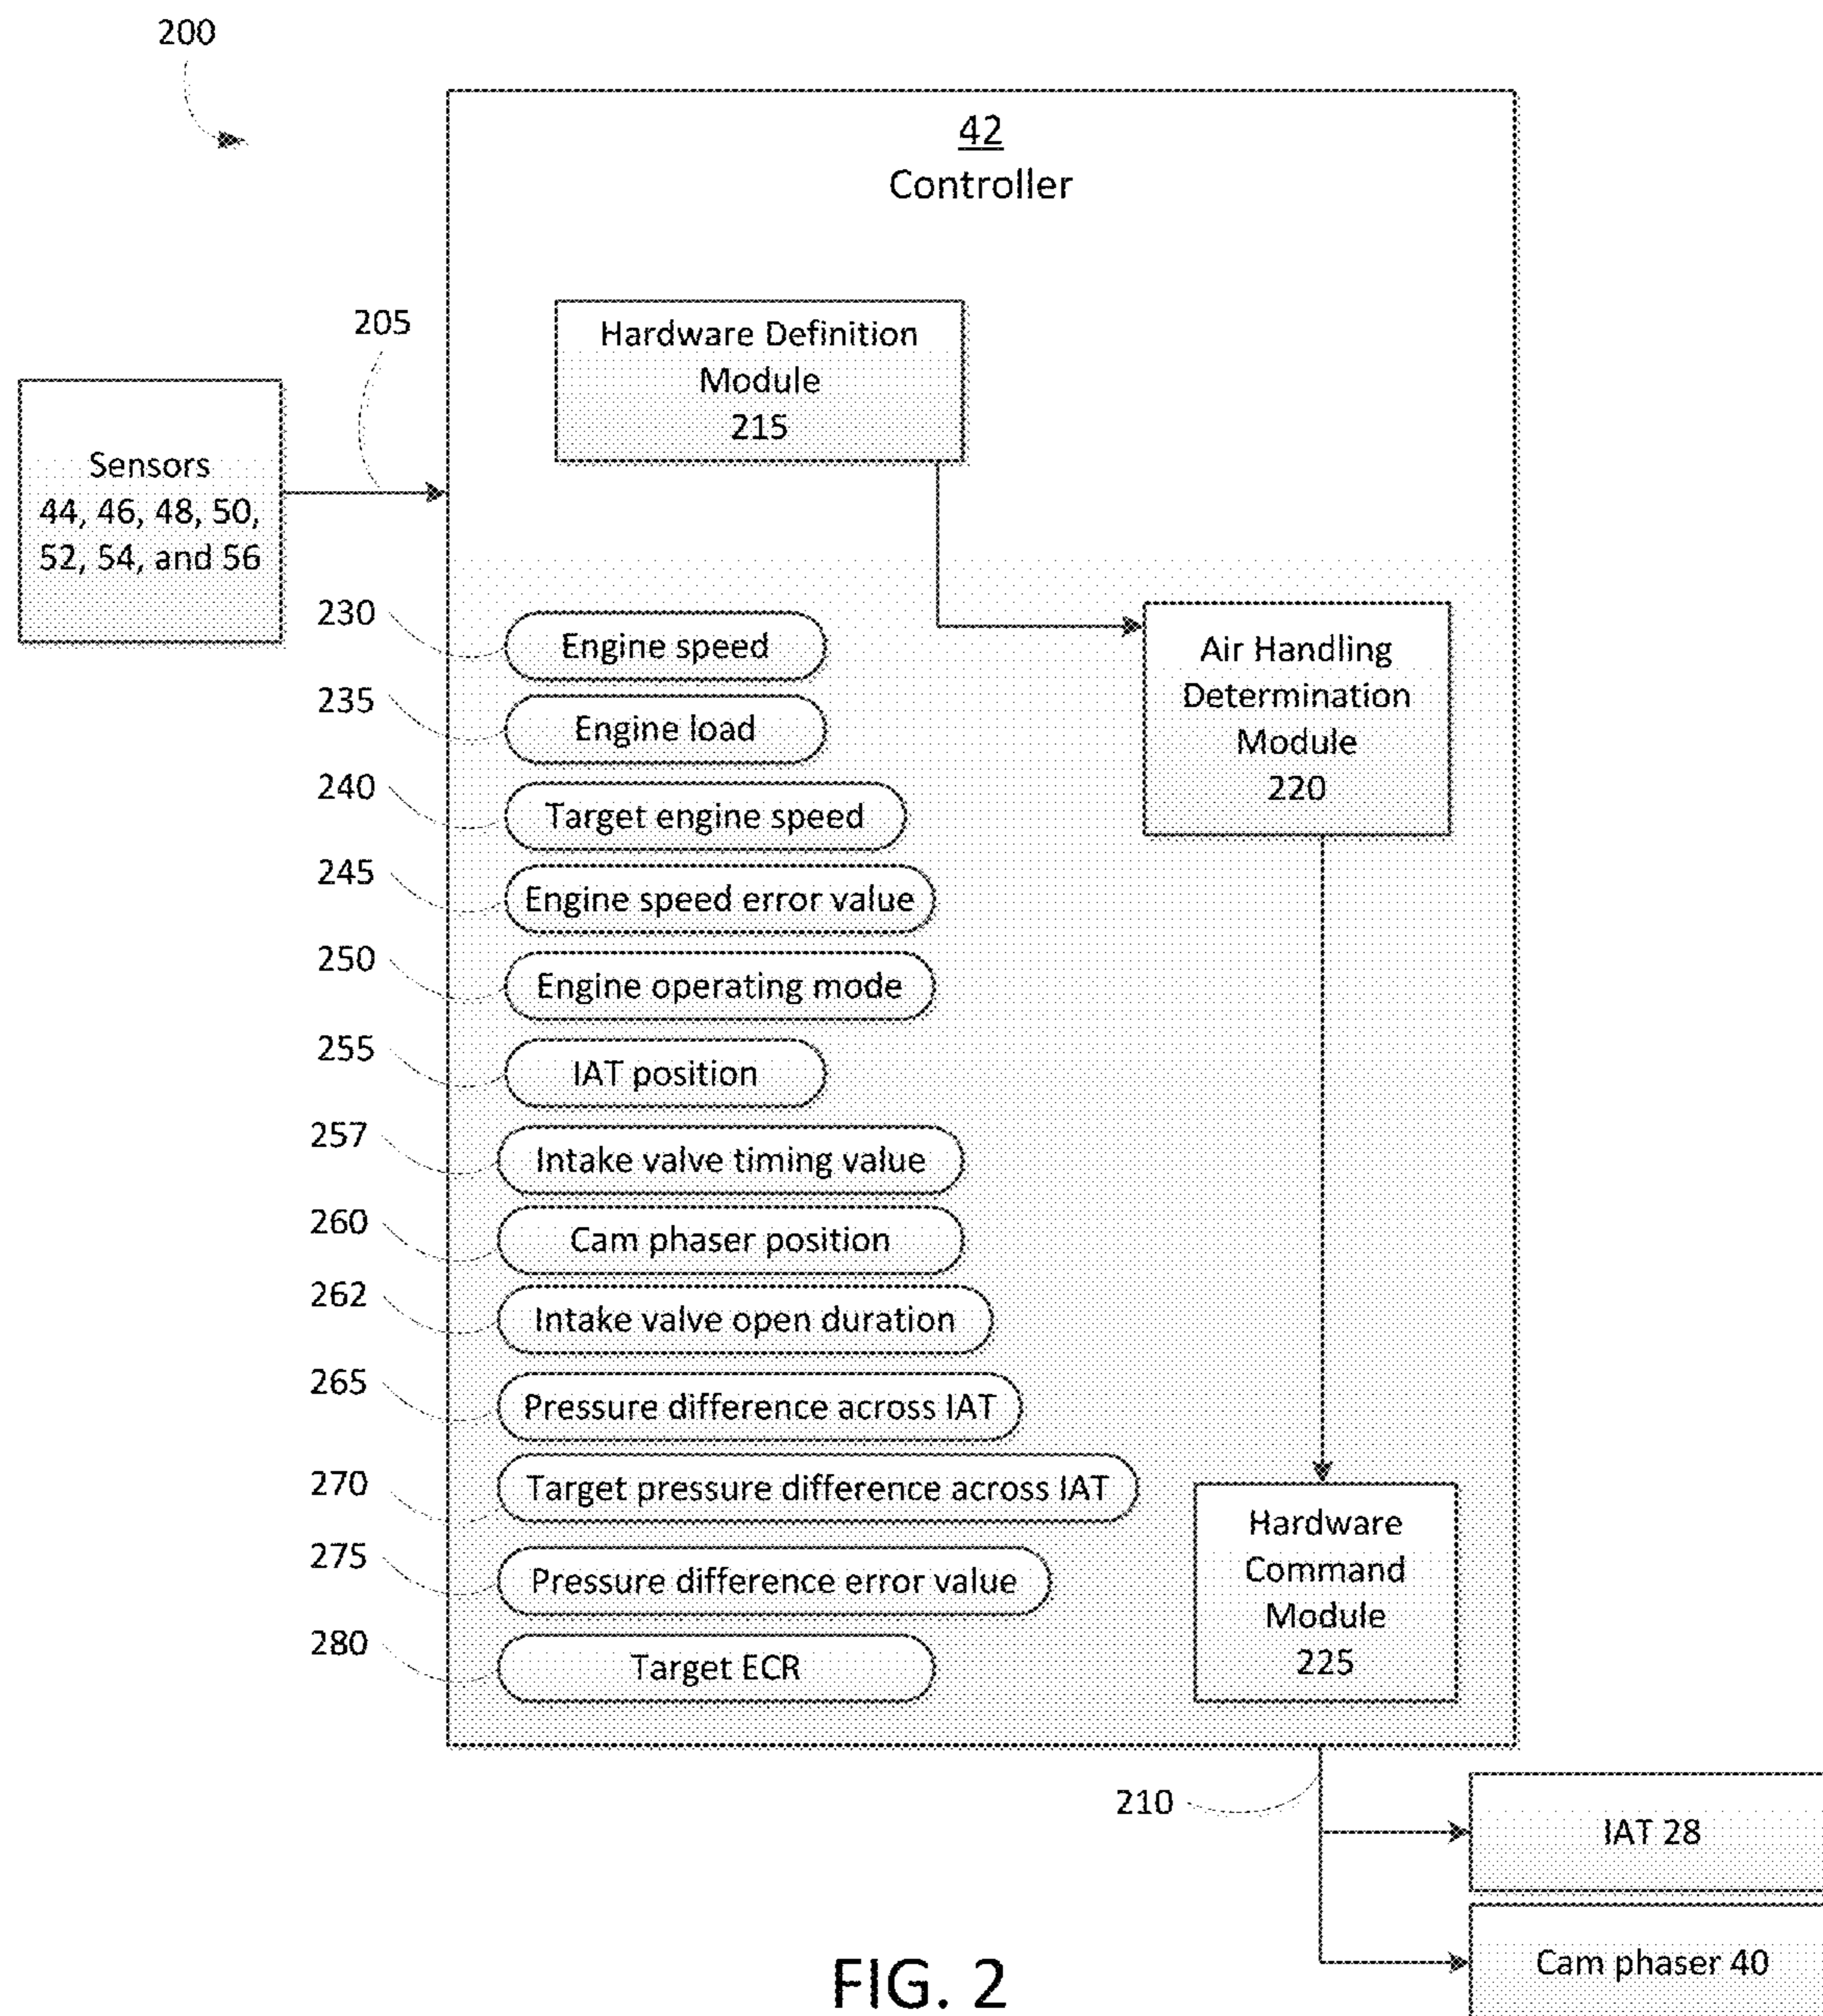 200
42
Controller
205
Hardware Definition
Module
215
Sensors
44, 46, 48, 50,
52, 54, and 56
230
Engine speed
235
Engine load
240
Target engine speed
245
Engine speed error value
250
Engine operating mode
255
IAT position
257
Intake valve timing value
260
Cam phaser position
262
Intake valve open duration
265
Pressure difference across IAT
270
Target pressure difference across IAT
275
Pressure difference error value
280
Target ECR
Air Handling
Determination
Module
220
Hardware
Command
Module
225
210
IAT 28
Cam phaser 40
FIG. 2